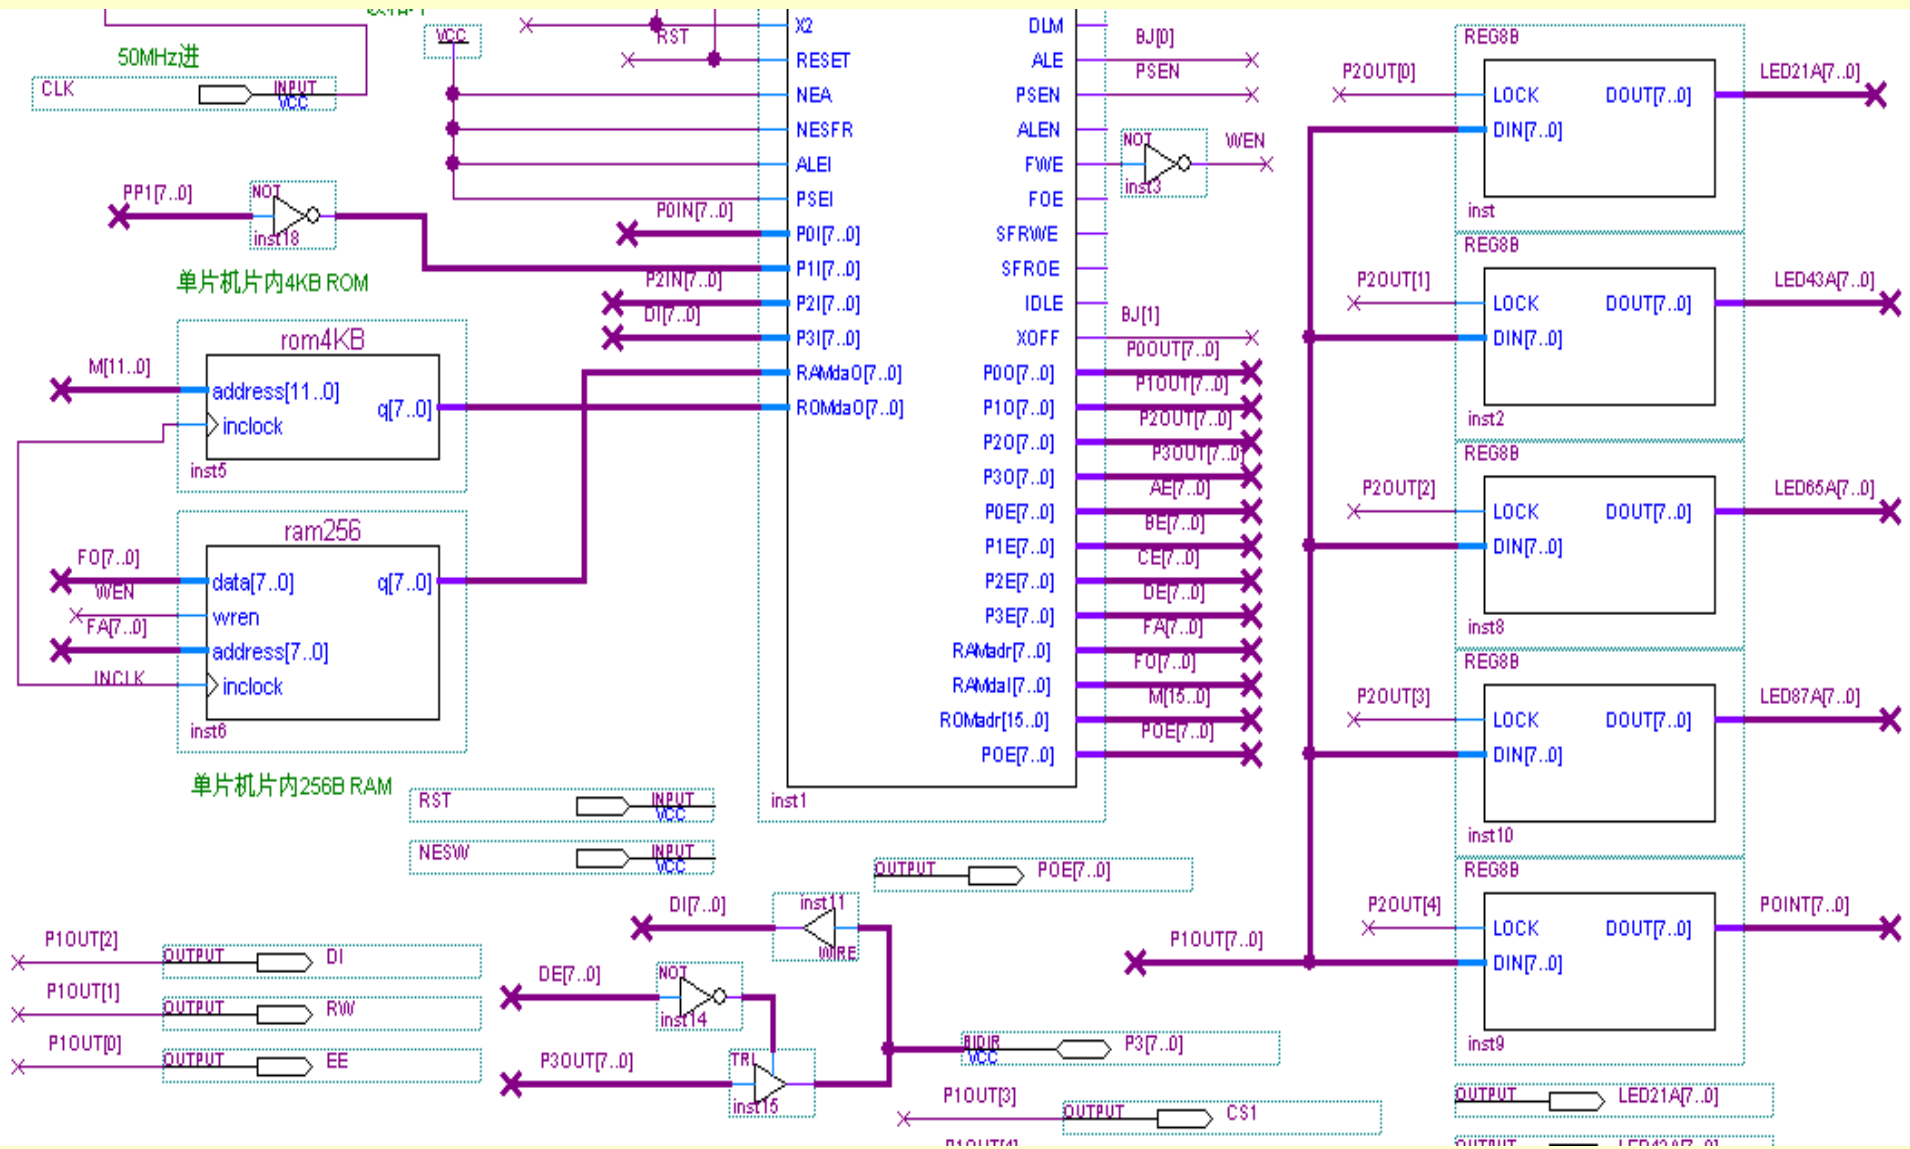 50MHz进
CLK
INPUT
VCC
VCC
RST
X2
RESET
NEA
NESFR
ALEI
PSEI
P0I[7..0]
P1I[7..0]
P2I[7..0]
P3I[7..0]
RAMdaO[7..0]
ROMdaO[7..0]
DLM
ALE
PSEN
ALEN
FWE
FOE
SFRWE
SFROE
IDLE
XOFF
P0O[7..0]
P1O[7..0]
P2O[7..0]
P3O[7..0]
P0E[7..0]
P1E[7..0]
P2E[7..0]
P3E[7..0]
RAMadr[7..0]
RAMdaI[7..0]
ROMadr[15..0]
POE[7..0]
inst1
PP1[7..0]
NOT
inst18
P0IN[7..0]
P2IN[7..0]
DI[7..0]
单片机片内4KB ROM
rom4KB
M[11..0]
address[11..0]
q[7..0]
inclock
inst5
ram256
FO[7..0]
data[7..0]
q[7..0]
WEN
wren
FA[7..0]
address[7..0]
INCLK
inclock
inst6
单片机片内256B RAM
BJ[0]
PSEN
NOT
WEN
inst3
BJ[1]
P0OUT[7..0]
P1OUT[7..0]
P2OUT[7..0]
P3OUT[7..0]
AE[7..0]
BE[7..0]
CE[7..0]
DE[7..0]
FA[7..0]
FO[7..0]
M[15..0]
POE[7..0]
REG8B
P2OUT[0]
LOCK
DOUT[7..0]
LED21A[7..0]
DIN[7..0]
inst
REG8B
P2OUT[1]
LOCK
DOUT[7..0]
LED43A[7..0]
DIN[7..0]
inst2
REG8B
P2OUT[2]
LOCK
DOUT[7..0]
LED65A[7..0]
DIN[7..0]
inst8
REG8B
P2OUT[3]
LOCK
DOUT[7..0]
LED87A[7..0]
DIN[7..0]
inst10
REG8B
P2OUT[4]
LOCK
DOUT[7..0]
POINT[7..0]
P1OUT[7..0]
DIN[7..0]
inst9
RST
INPUT
VCC
NESW
INPUT
VCC
OUTPUT
POE[7..0]
P1OUT[2]
OUTPUT
DI
P1OUT[1]
OUTPUT
RW
P1OUT[0]
OUTPUT
EE
DI[7..0]
inst11
WIRE
DE[7..0]
NOT
inst14
P3OUT[7..0]
TRI
inst15
BIDIR
VCC
P3[7..0]
P1OUT[3]
OUTPUT
CS1
P1OUT[4]
OUTPUT
LED21A[7..0]
OUTPUT
LED43A[7..0]